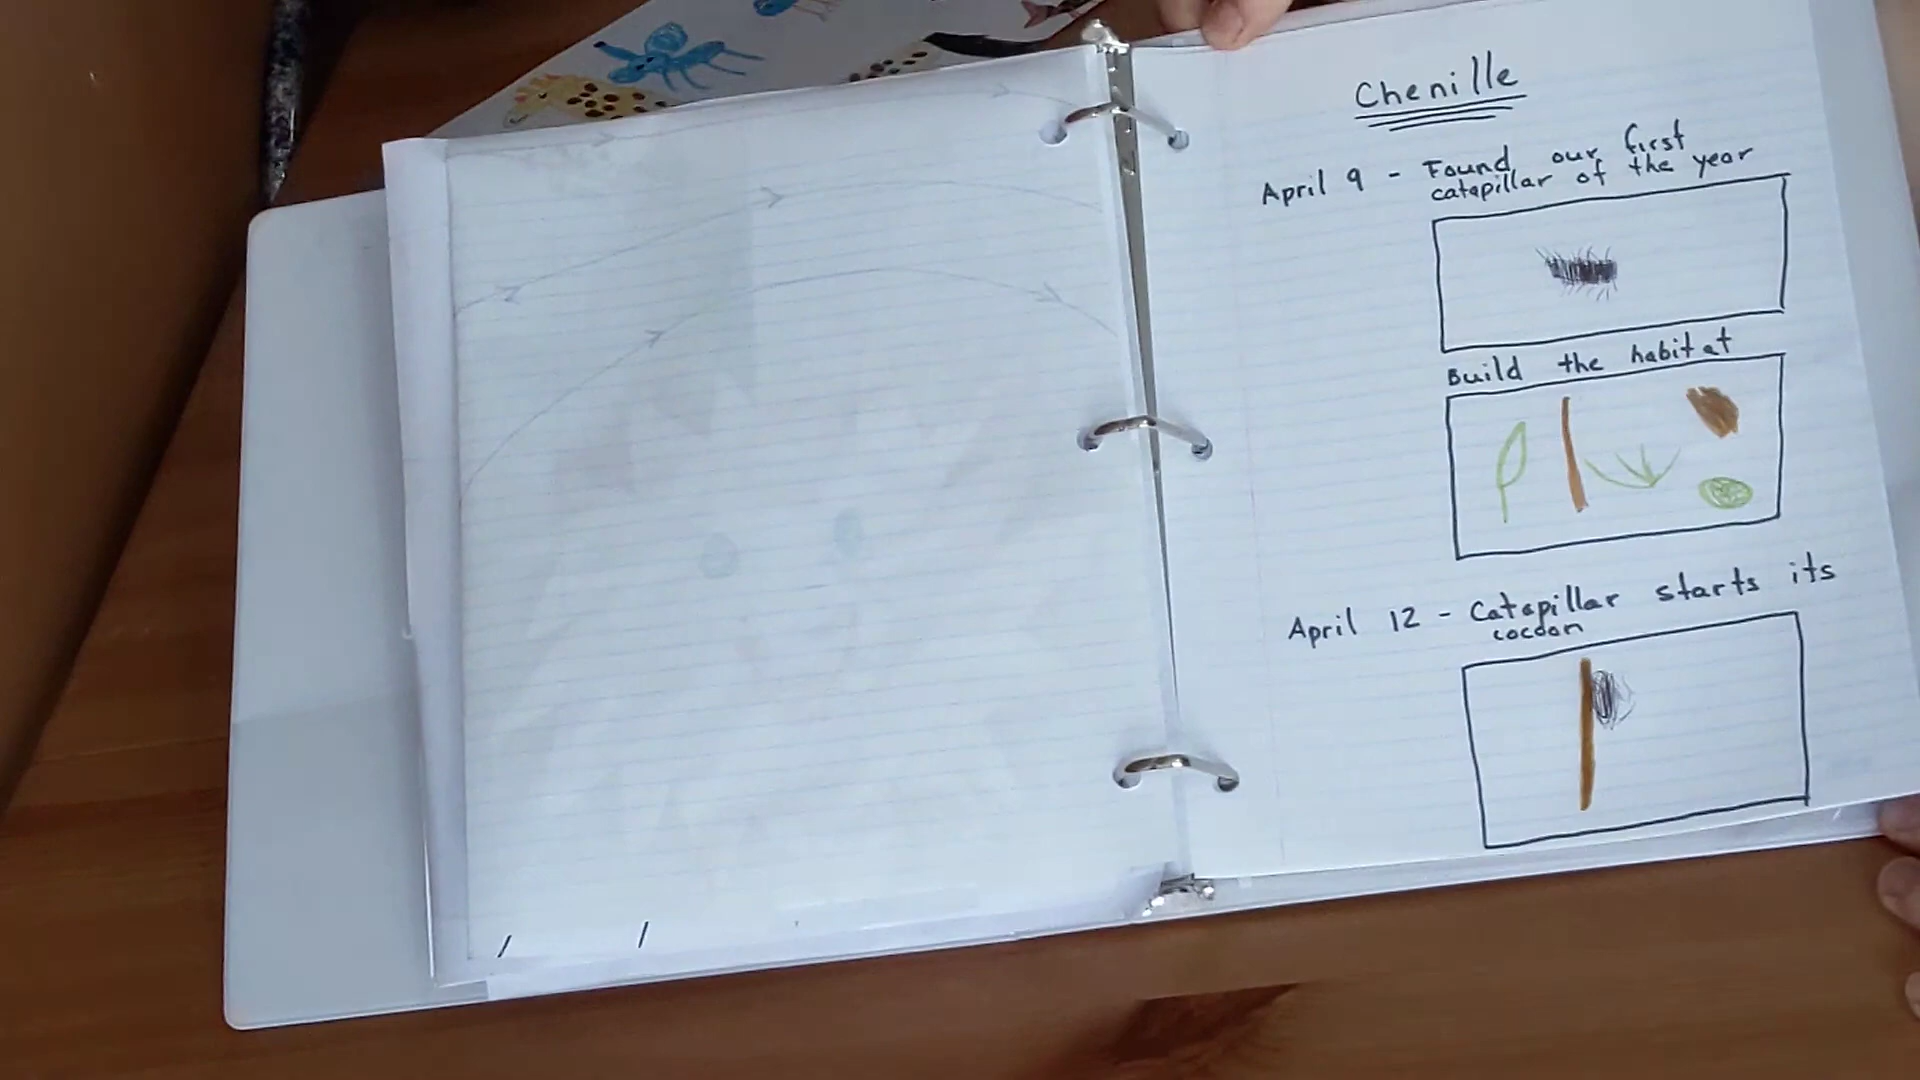 Chenille
April 9 - Found our first
catapillar of the year
Build the habitat
April 12 - Catapillar starts its
cocoon